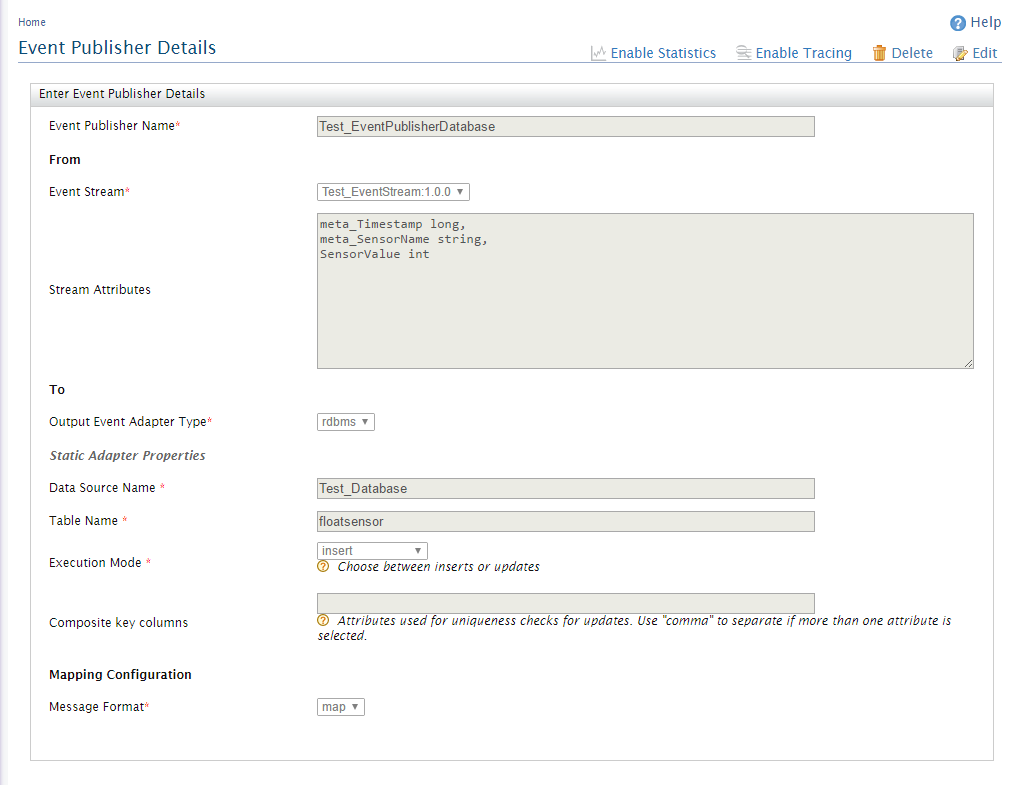 Home
Help
Event Publisher Details
Enable Statistics
Enable Tracing
Delete
Edit
Enter Event Publisher Details
Event Publisher Name*
Test_EventPublisherDatabase
From
Event Stream*
Test_EventStream:1.0.0
Stream Attributes
meta_Timestamp long,
meta_SensorName string,
SensorValue int
To
Output Event Adapter Type*
rdbms
Static Adapter Properties
Data Source Name *
Test_Database
Table Name *
floatsensor
Execution Mode *
insert
Choose between inserts or updates
Composite key columns
Attributes used for uniqueness checks for updates. Use "comma" to separate if more than one attribute is
selected.
Mapping Configuration
Message Format*
map